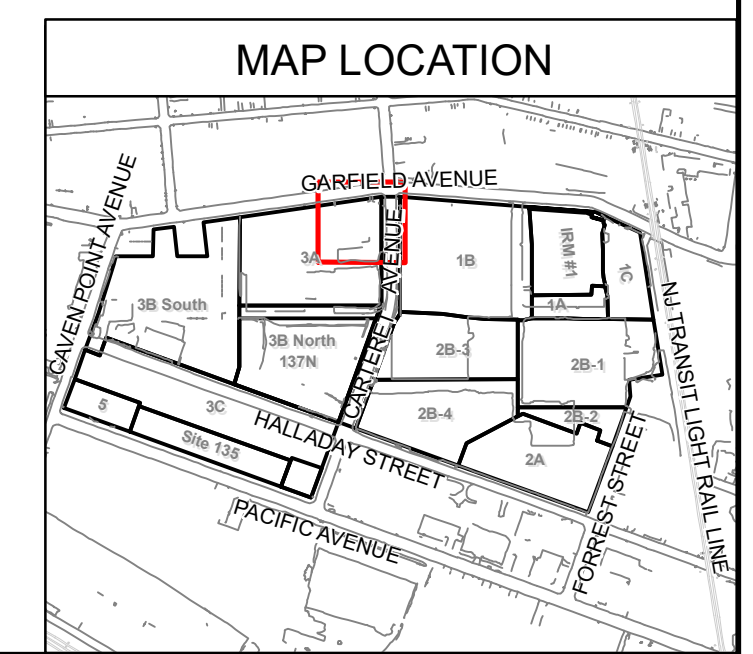 MAP LOCATION
GARFIELD AVENUE
CAVEN POINT AVENUE
3A
AVENUE
CARTERET
1B
IRM #1
1C
1A
NJ TRANSIT LIGHT RAIL LINE
3B South
3B North
137N
2B-3
2B-1
5
3C
2B-4
2B-2
HALLADAY STREET
Site 135
2A
FORREST STREET
PACIFIC AVENUE